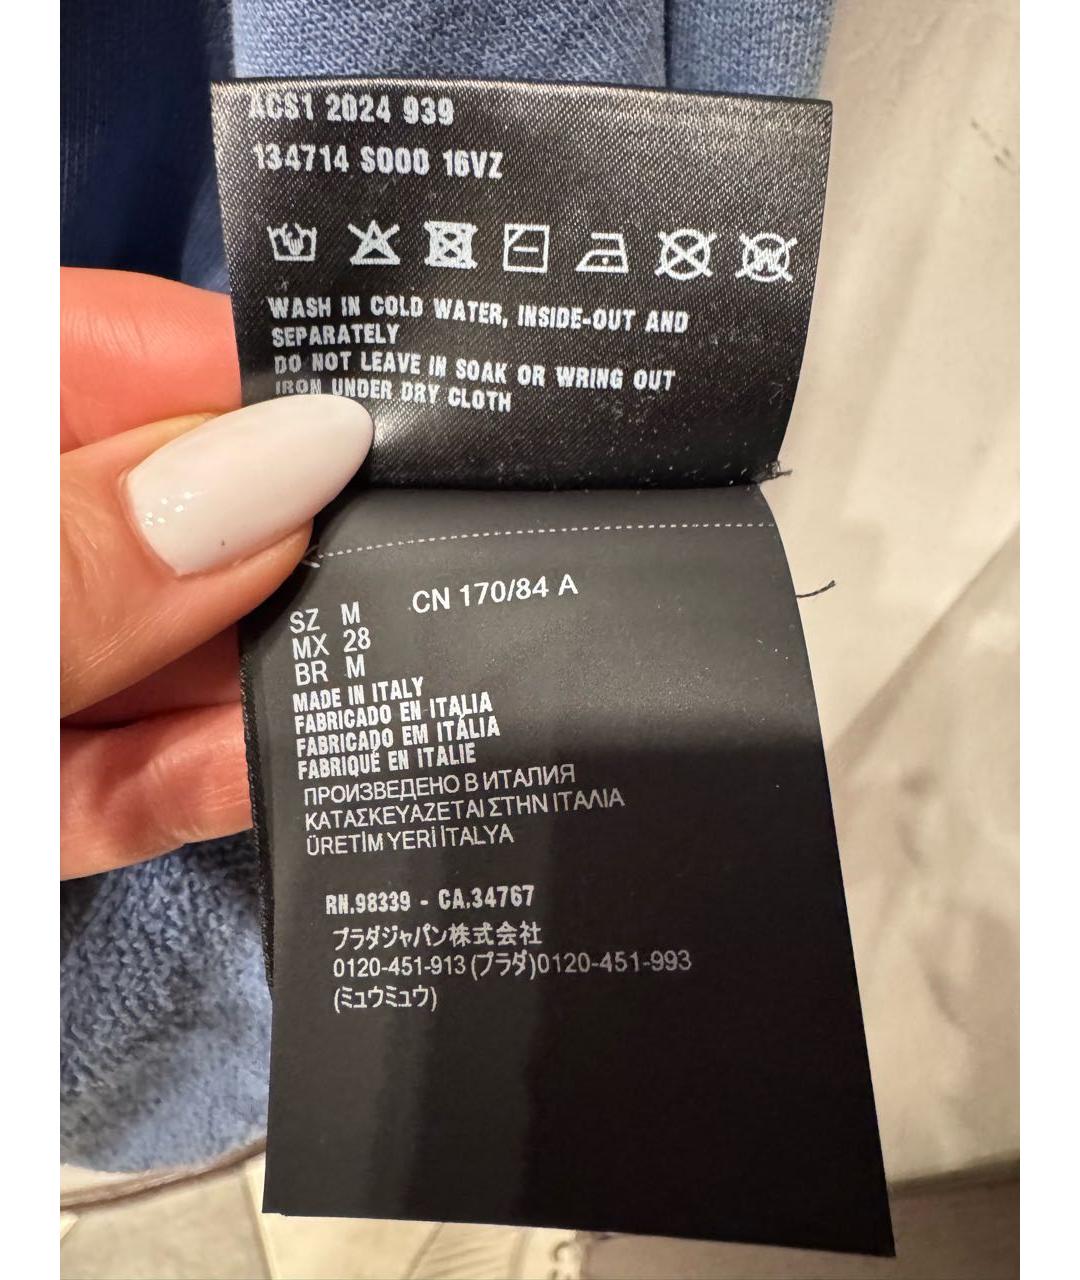 ACS1 2024 939
134714 S000 16VZ
WASH IN COLD WATER, INSIDE-OUT AND
SEPARATELY
DO NOT LEAVE IN SOAK OR WRING OUT
IRON UNDER DRY CLOTH
SZ M CN 170/84 A
MX 28
BR M
MADE IN ITALY
FABRICADO EN ITALIA
FABRICADO EM ITÁLIA
FABRIQUÉ EN ITALIE
ПРОИЗВЕДЕНО В ИТАЛИЯ
ΚΑΤΑΣΚΕΥΑΖΕΤΑΙ ΣΤΗΝ ΙΤΑΛΙΑ
ÜRETİM YERİ İTALYA
RN.98339 - CA.34767
プラダジャパン株式会社
0120-451-913 (プラダ)0120-451-993
(ミュウミュウ)